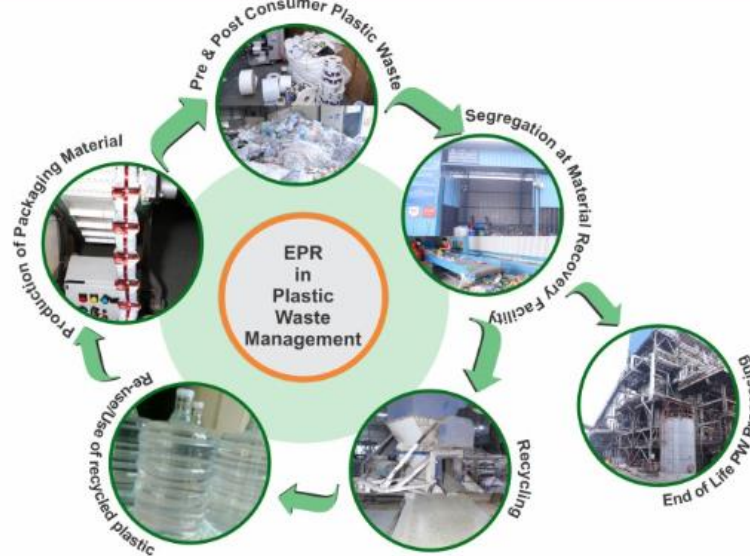 Pre & Post Consumer Plastic Waste
Segregation at Material Recovery Facility
Production of Packaging Material
EPR
in
Plastic
Waste
Management
Re-use/Use of recycled plastic
Recycling
End of Life PW Processing